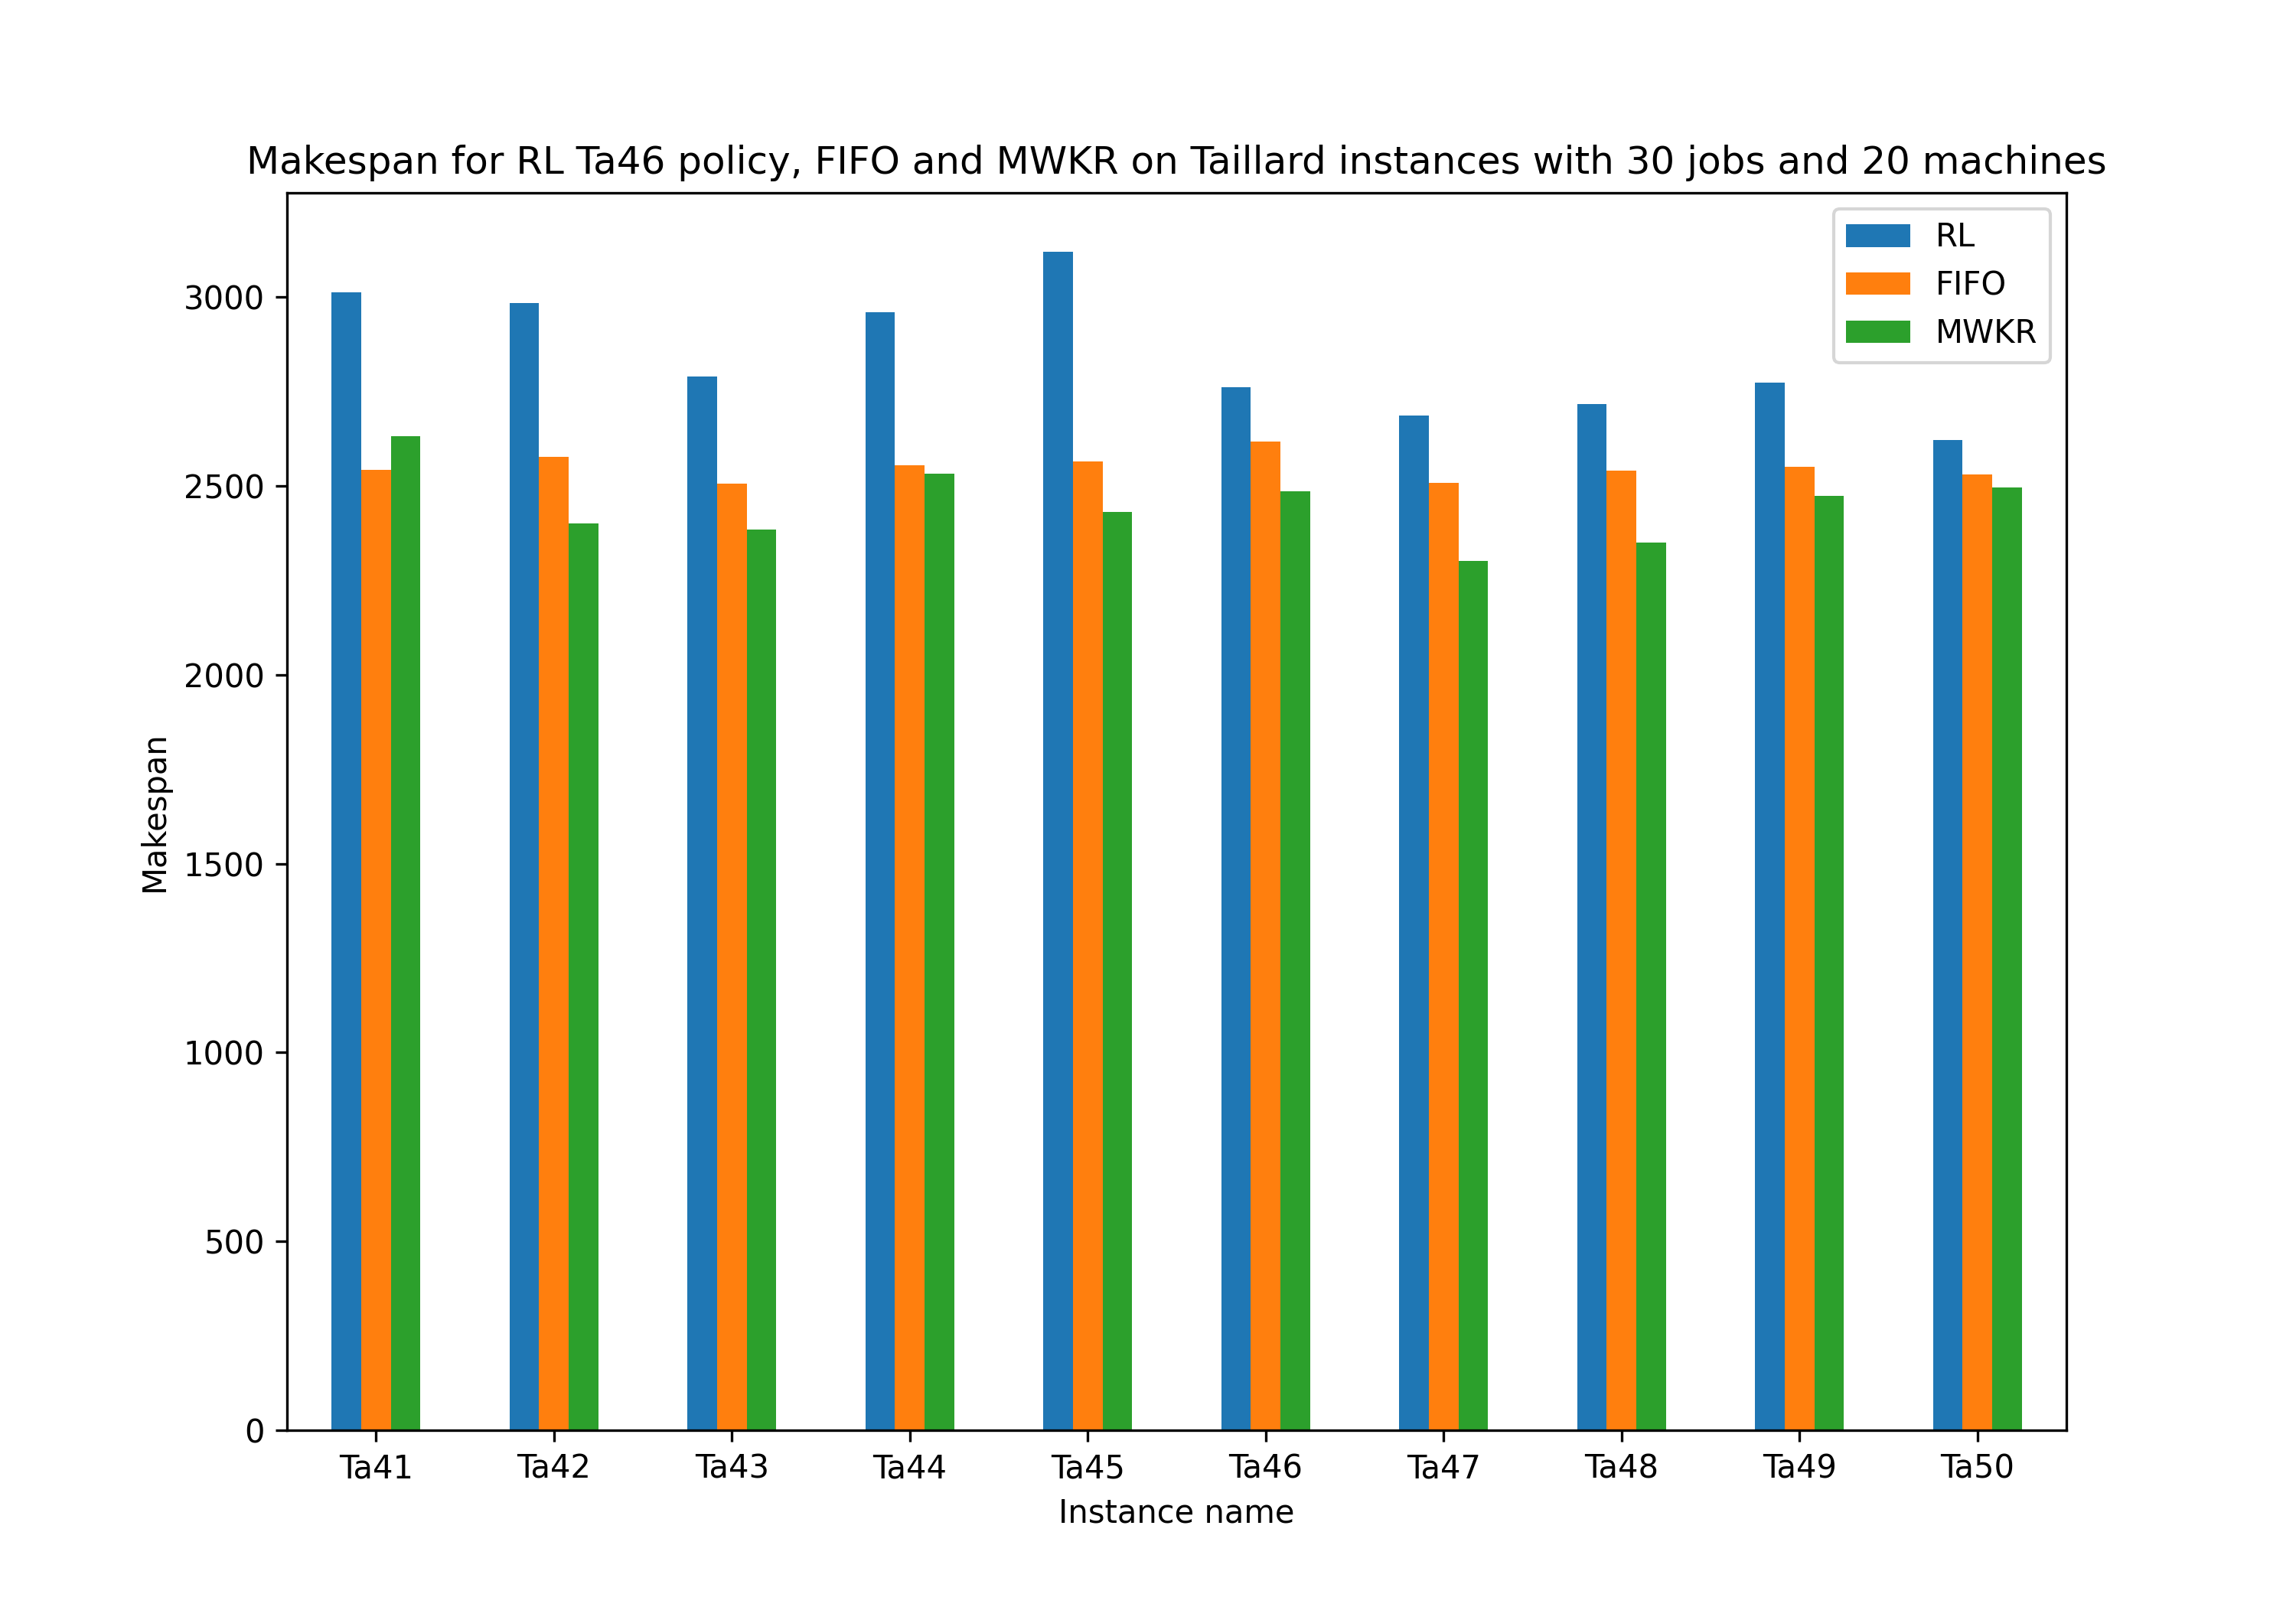 Makespan for RL Ta46 policy, FIFO and MWKR on Taillard instances with 30 jobs and 20 machines
RL
FIFO
MWKR
3000
2500
2000
1500
1000
500
0
Makespan
Ta41 Ta42 Ta43 Ta44 Ta45 Ta46 Ta47 Ta48 Ta49 Ta50
Instance name